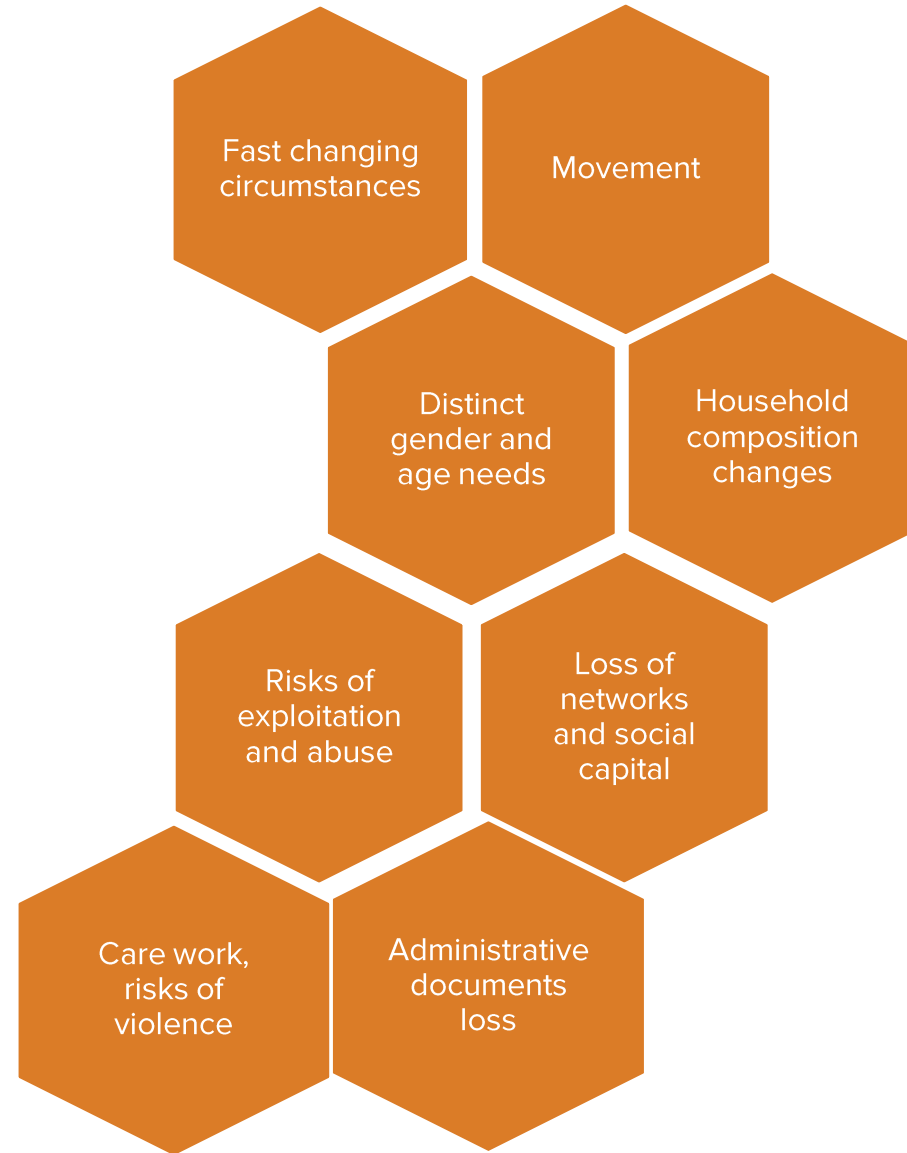 Fast changing
circumstances
Movement
Distinct
gender and
age needs
Household
composition
changes
Risks of
exploitation
and abuse
Loss of
networks
and social
capital
Care work,
risks of
violence
Administrative
documents
loss